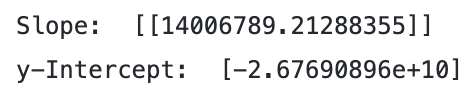 Slope:  [[14006789.21288355]]
y-Intercept:  [-2.67690896e+10]